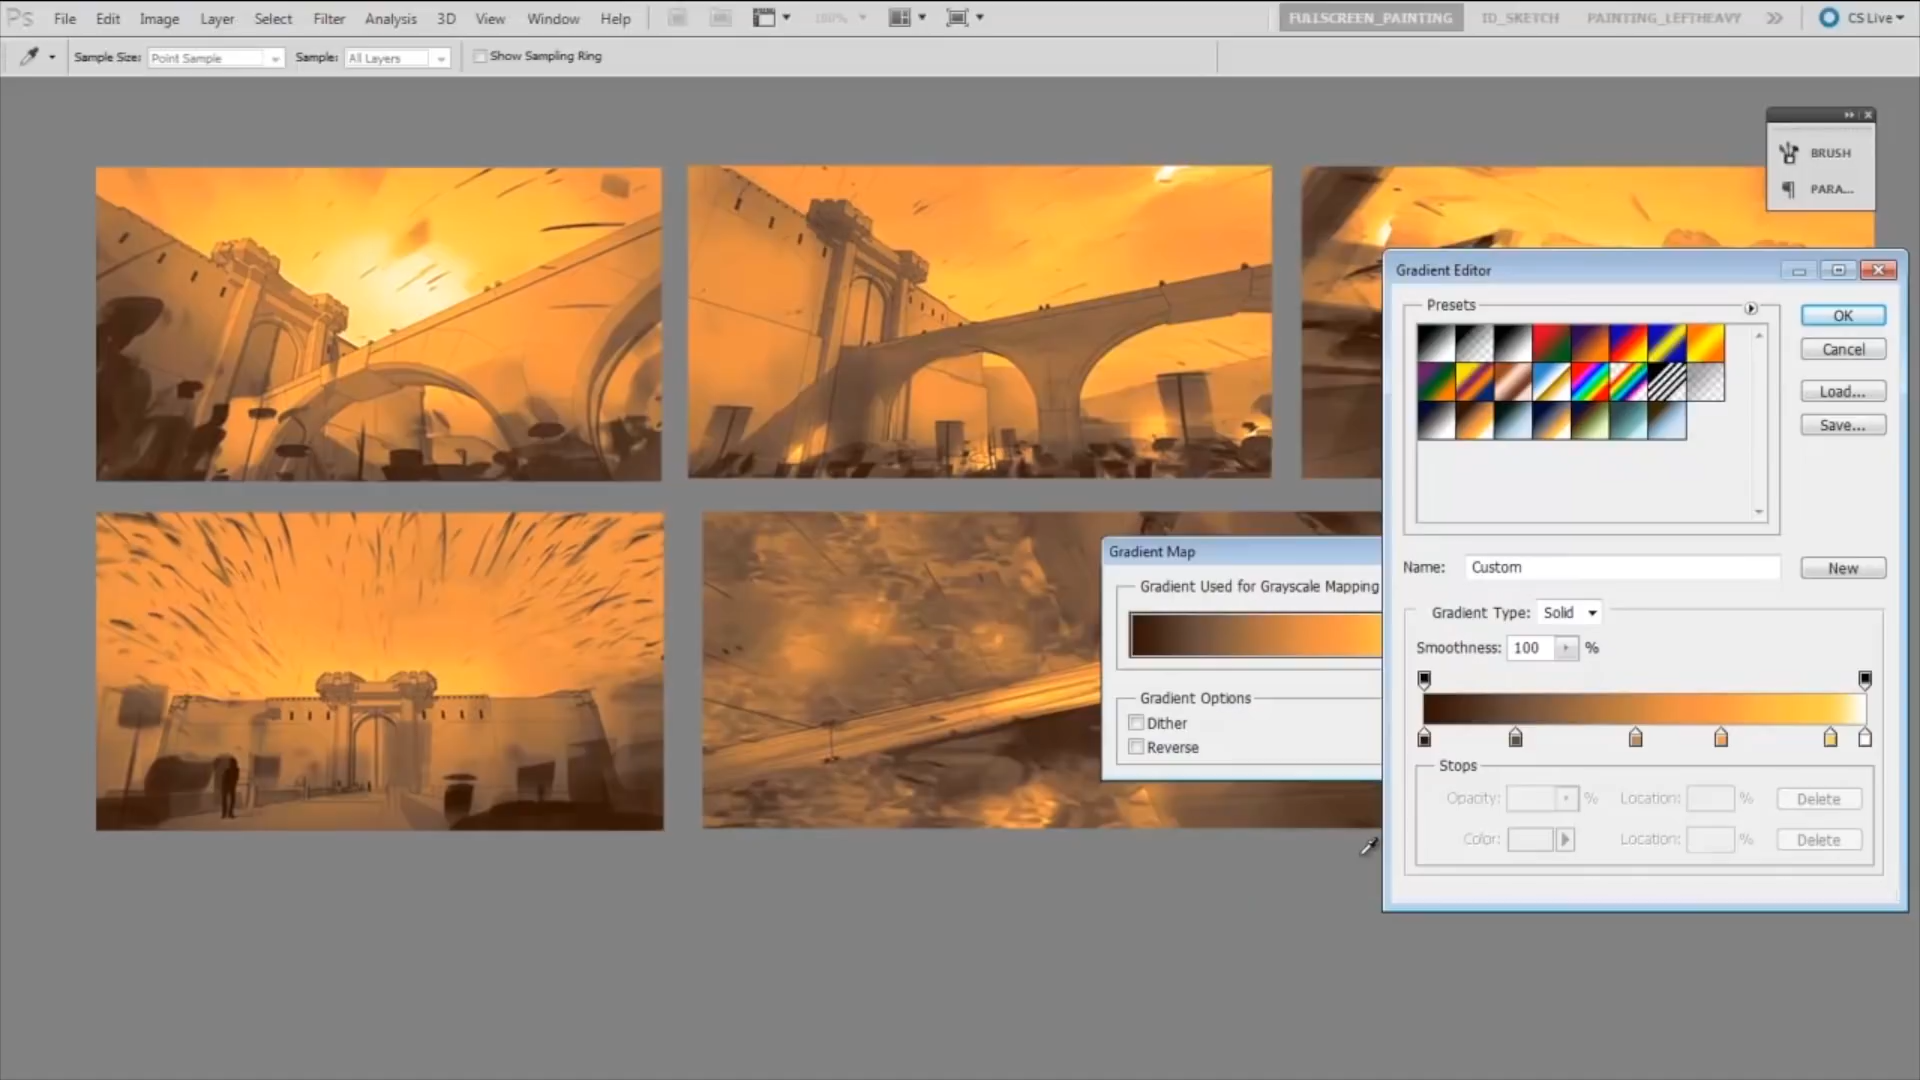 Ps File Edit Image Layer Select Filter Analysis 3D View Window Help 100% FULLSCREEN_PAINTING ID_SKETCH PAINTING_LEFTHEAVY CS Live
Sample Size: Point Sample Sample: All Layers Show Sampling Ring
BRUSH
PARA...
Gradient Editor
Presets
OK
Cancel
Load...
Save...
Name: Custom New
Gradient Type: Solid
Smoothness: 100 %
Stops
Opacity: % Location: % Delete
Color: Location: % Delete
Gradient Map
Gradient Used for Grayscale Mapping
Gradient Options
Dither
Reverse